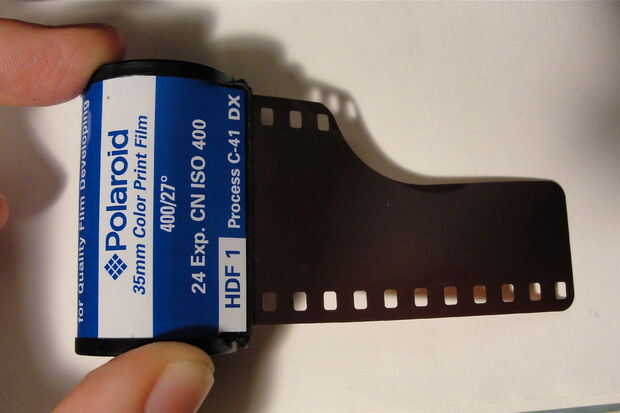 for Quality Film Developing
Polaroid
35mm Color Print Film
400/27°
24 Exp. CN ISO 400
HDF 1 Process C-41 DX